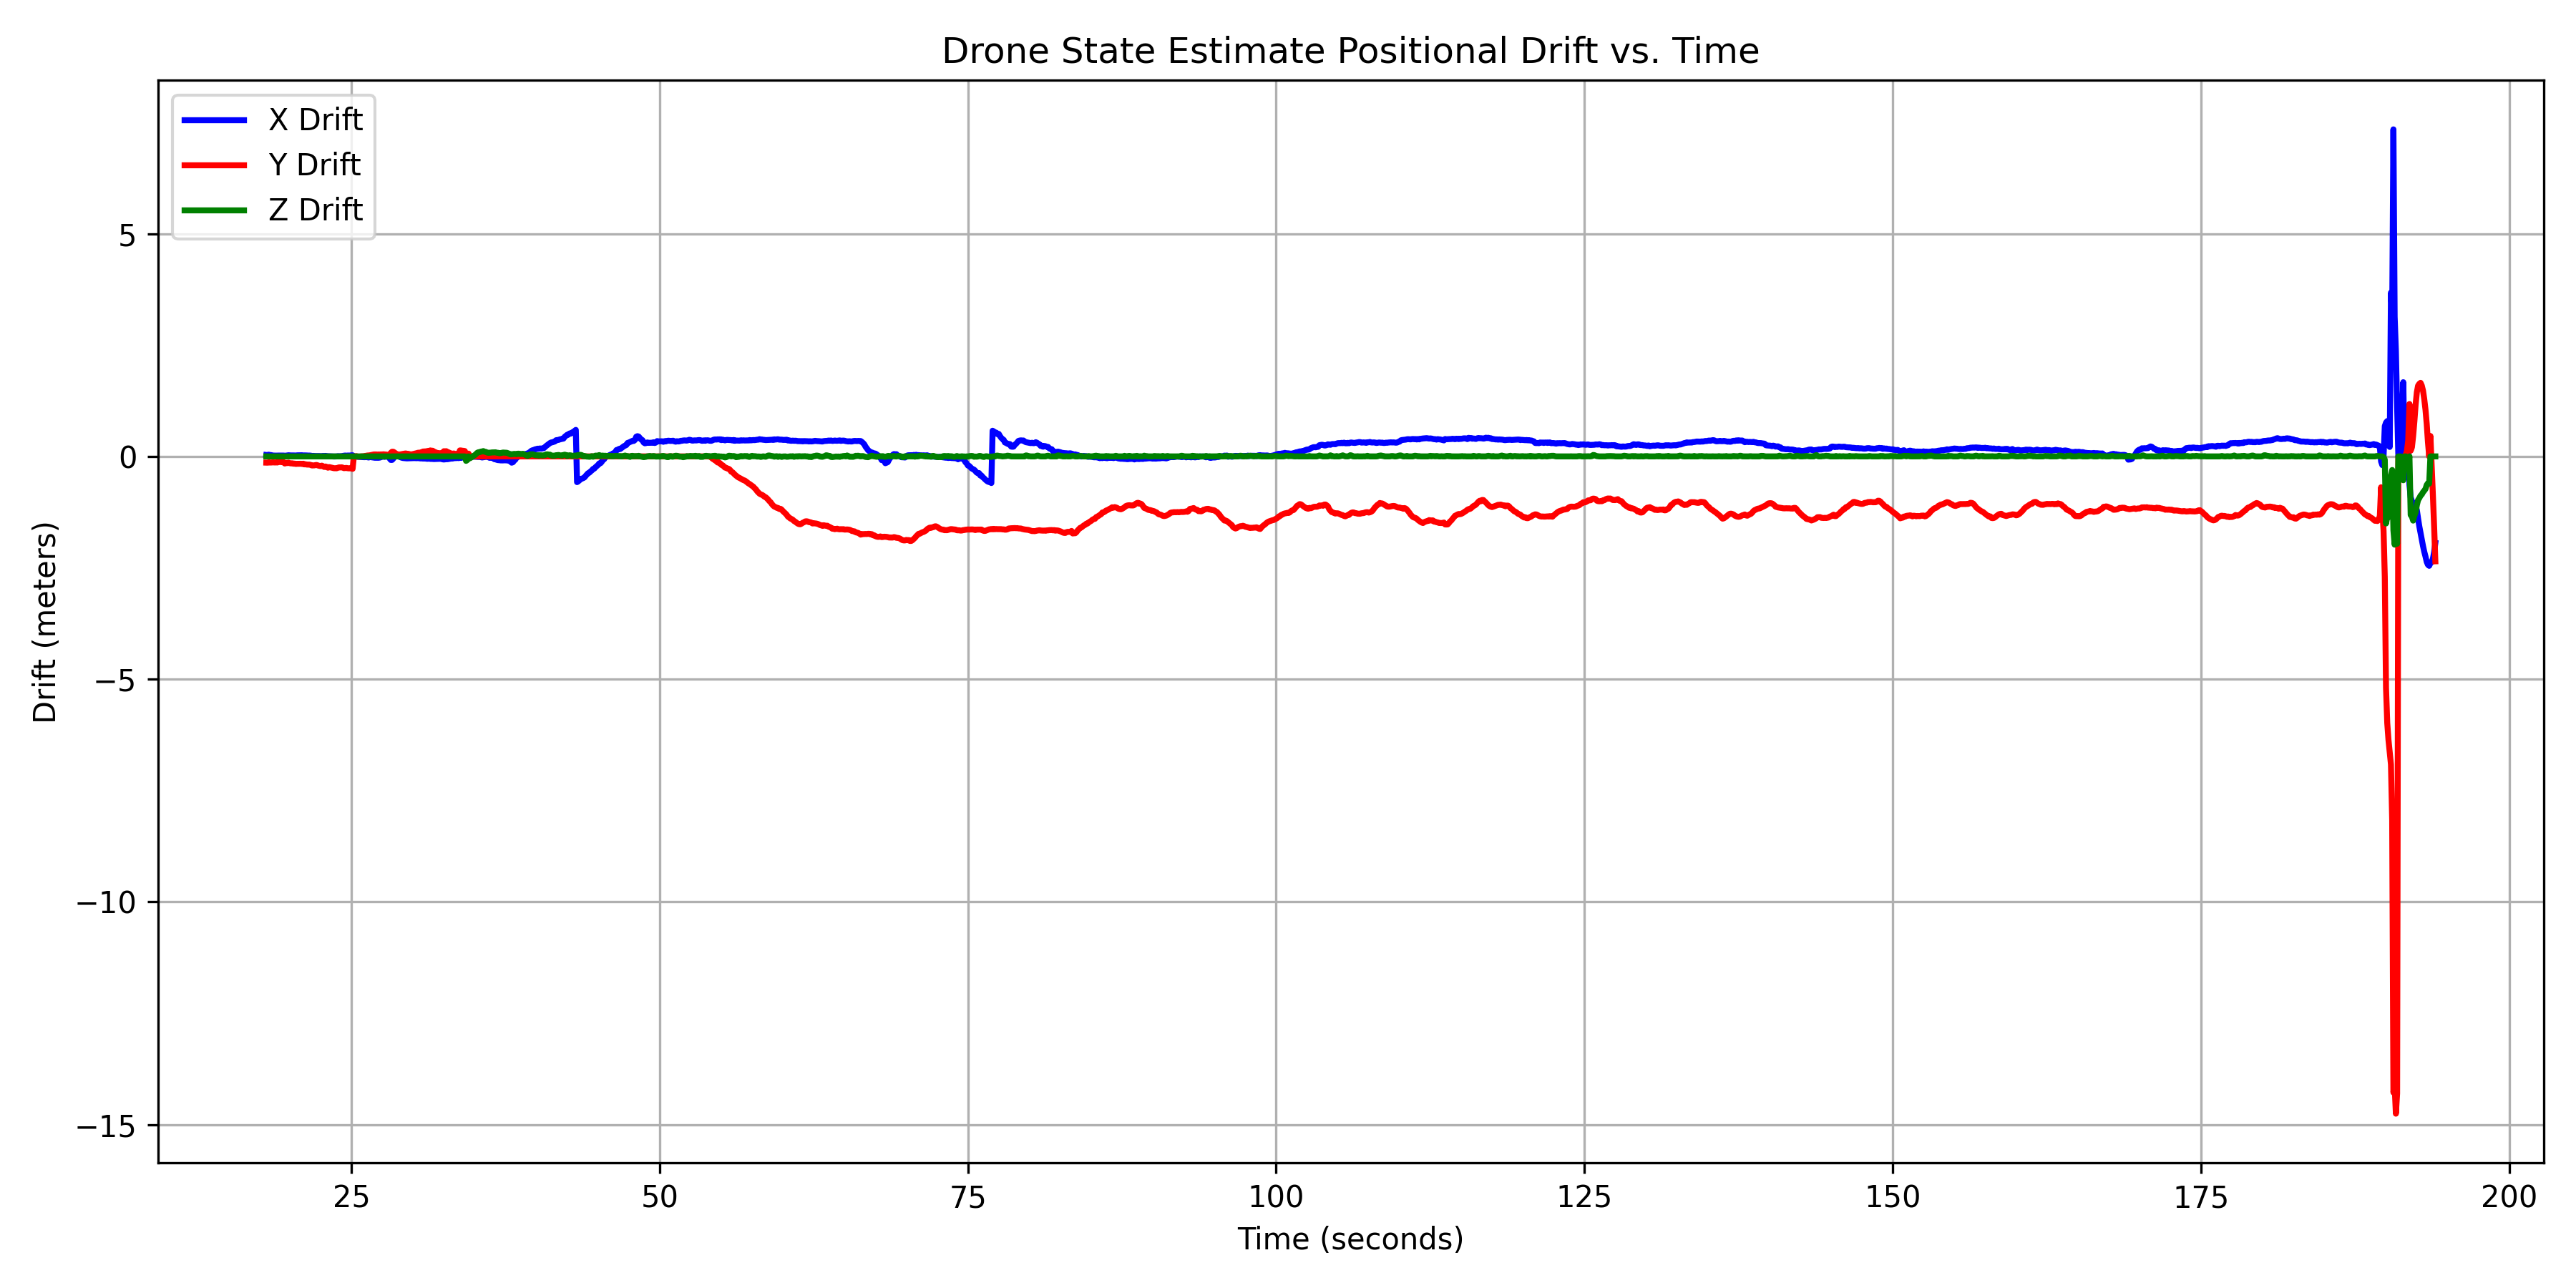 Drone State Estimate Positional Drift vs. Time
X Drift
Y Drift
Z Drift
5
0
−5
−10
−15
Drift (meters)
25 50 75 100 125 150 175 200
Time (seconds)